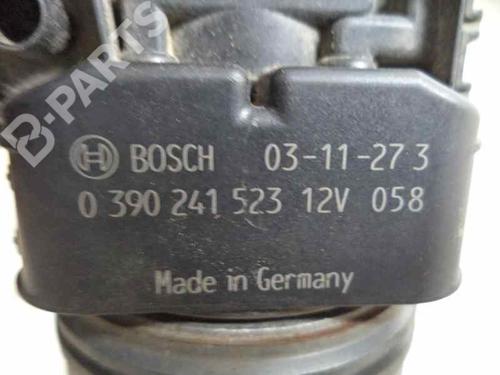 B-PARTS
BOSCH 03-11-27 3
0 390 241 523 12V 058
Made in Germany